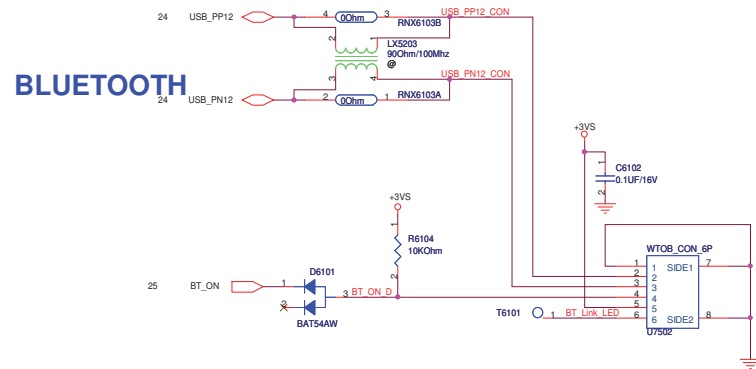 24 USB_PP12 4 0Ohm 3 USB_PP12_CON
RNX6103B
2 1 LX5203
90Ohm/100Mhz
@
3 4 USB_PN12_CON
BLUETOOTH
24 USB_PN12 2 0Ohm 1 RNX6103A
+3VS
1 C6102
0.1UF/16V
2
+3VS
1
R6104
10KOhm
2
WTOB_CON_6P
D6101
25 BT_ON 1
3 BT_ON_D
2
BAT54AW
1 1 SIDE1 7
2 2
3 3
4 4
5 5
6 6 SIDE2 8
T6101 1 BT_Link_LED
U7502